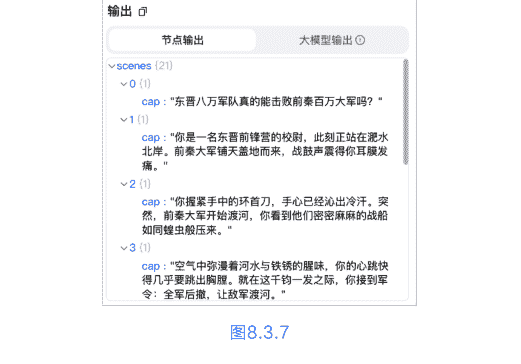 输出
节点输出 大模型输出
scenes {21}
0 {1}
cap : "东晋八万军队真的能击败前秦百万大军吗？"
1 {1}
cap : "你是一名东晋前锋营的校尉，此刻正站在淝水
北岸。前秦大军铺天盖地而来，战鼓声震得你耳膜发
痛。"
2 {1}
cap : "你握紧手中的环首刀，手心已经沁出冷汗。突
然，前秦大军开始渡河，你看到他们密密麻麻的战船
如同蝗虫般压来。"
3 {1}
cap : "空气中弥漫着河水与铁锈的腥味，你的心跳快
得几乎要跳出胸膛。就在这千钧一发之际，你接到军
令：全军后撤，让敌军渡河。"
图8.3.7